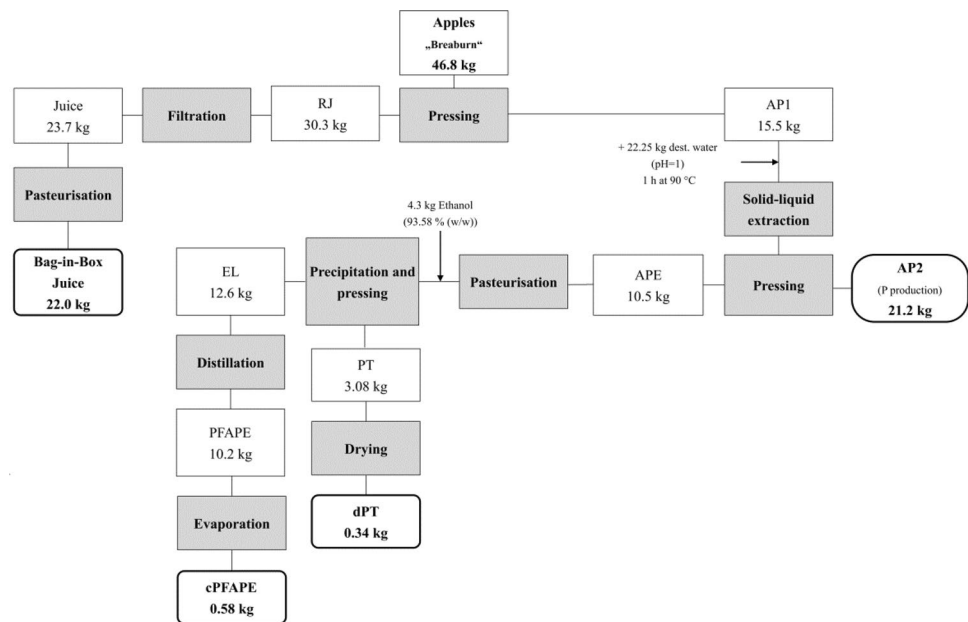 Apples
„Breaburn“
46.8 kg
Juice
23.7 kg
Filtration
RJ
30.3 kg
Pressing
AP1
15.5 kg
+ 22.25 kg dest. water
(pH=1)
1 h at 90 °C
Pasteurisation
Solid-liquid
extraction
4.3 kg Ethanol
(93.58 % (w/w))
Bag-in-Box
Juice
22.0 kg
EL
12.6 kg
Precipitation and
pressing
Pasteurisation
APE
10.5 kg
Pressing
AP2
(P production)
21.2 kg
Distillation
PT
3.08 kg
PFAPE
10.2 kg
Drying
Evaporation
dPT
0.34 kg
cPFAPE
0.58 kg